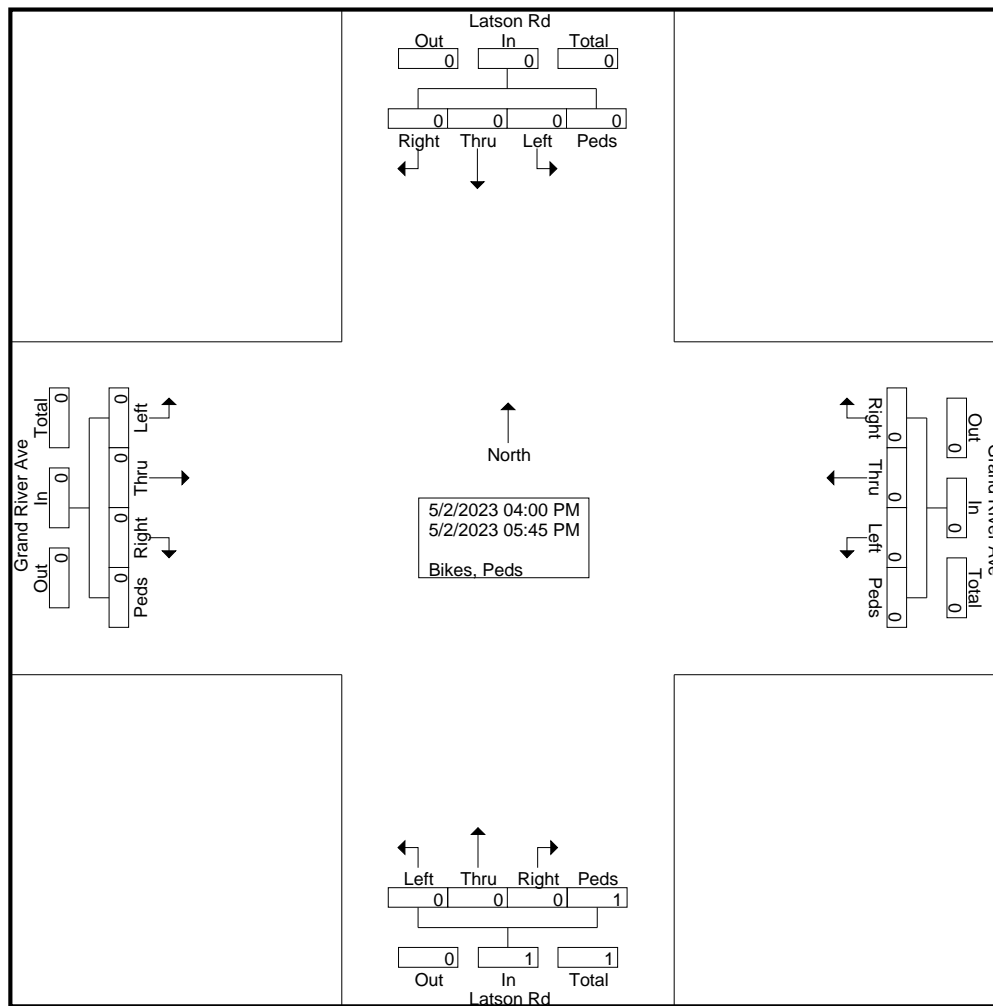 Latson Rd
Out In Total
0 0 0
0 0 0 0
Right Thru Left Peds
Grand River Ave
Total In Out
0 0 0
0 0 0 0
Left Thru Right Peds
North
5/2/2023 04:00 PM
5/2/2023 05:45 PM
Bikes, Peds
Right Thru Left Peds
0 0 0 0
Out In Total
0 0 0
Grand River Ave
Left Thru Right Peds
0 0 0 1
0 1 1
Out In Total
Latson Rd